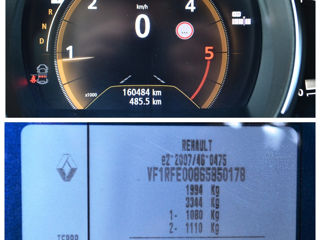 2
km/h
4
R
N
D
0
1
5
x1000
160484 km
485.5 km
RENAULT
e2*2007/46*0475
VF1RFE00865850178
1994 Kg
3344 Kg
1- 1080 Kg
2- 1110 Kg